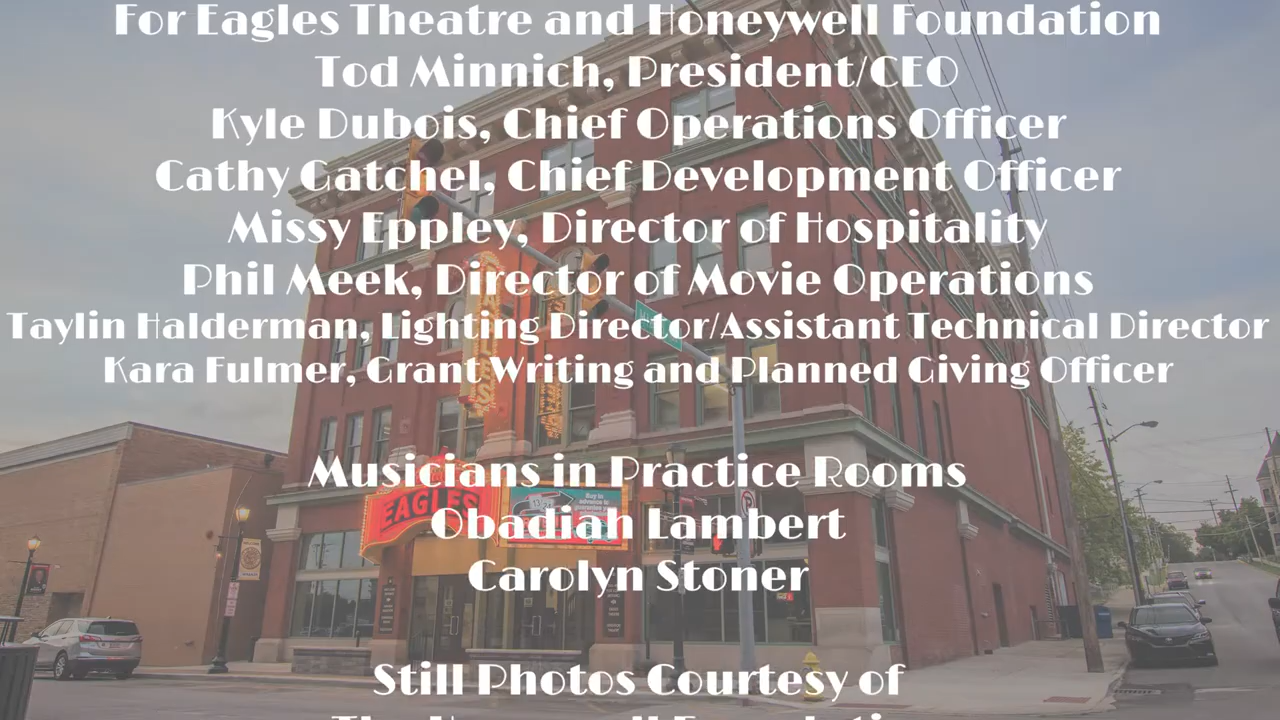 For Eagles Theatre and Honeywell Foundation
Tod Minnich, President/CEO
Kyle Dubois, Chief Operations Officer
Cathy Gatchel, Chief Development Officer
Missy Eppley, Director of Hospitality
Phil Meek, Director of Movie Operations
Taylin Halderman, Lighting Director/Assistant Technical Director
Kara Fulmer, Grant Writing and Planned Giving Officer
Musicians in Practice Rooms
Obadiah Lambert
Carolyn Stoner
Still Photos Courtesy of
EAGLES